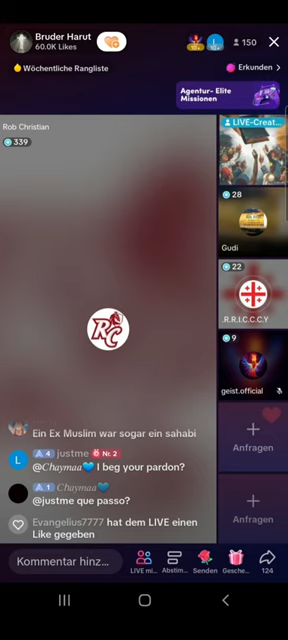 Bruder Harut
60.0K Likes
150
Wöchentliche Rangliste
Erkunden >
Agentur- Elite
Missionen
Rob Christian
339
LIVE-Creat...
28
Gudi
22
.R.R.I.C.C.C.Y
9
geist.official
RC
Ein Ex Muslim war sogar ein sahabi
4 justme Nr. 2
@Chaymaa💙 I beg your pardon?
1 Chaymaa💙
@justme que passo?
Evangelius7777 hat dem LIVE einen
Like gegeben
+
Anfragen
+
Anfragen
Kommentar hinz...
LIVE mi...
Abstim...
Senden
Gesche...
124